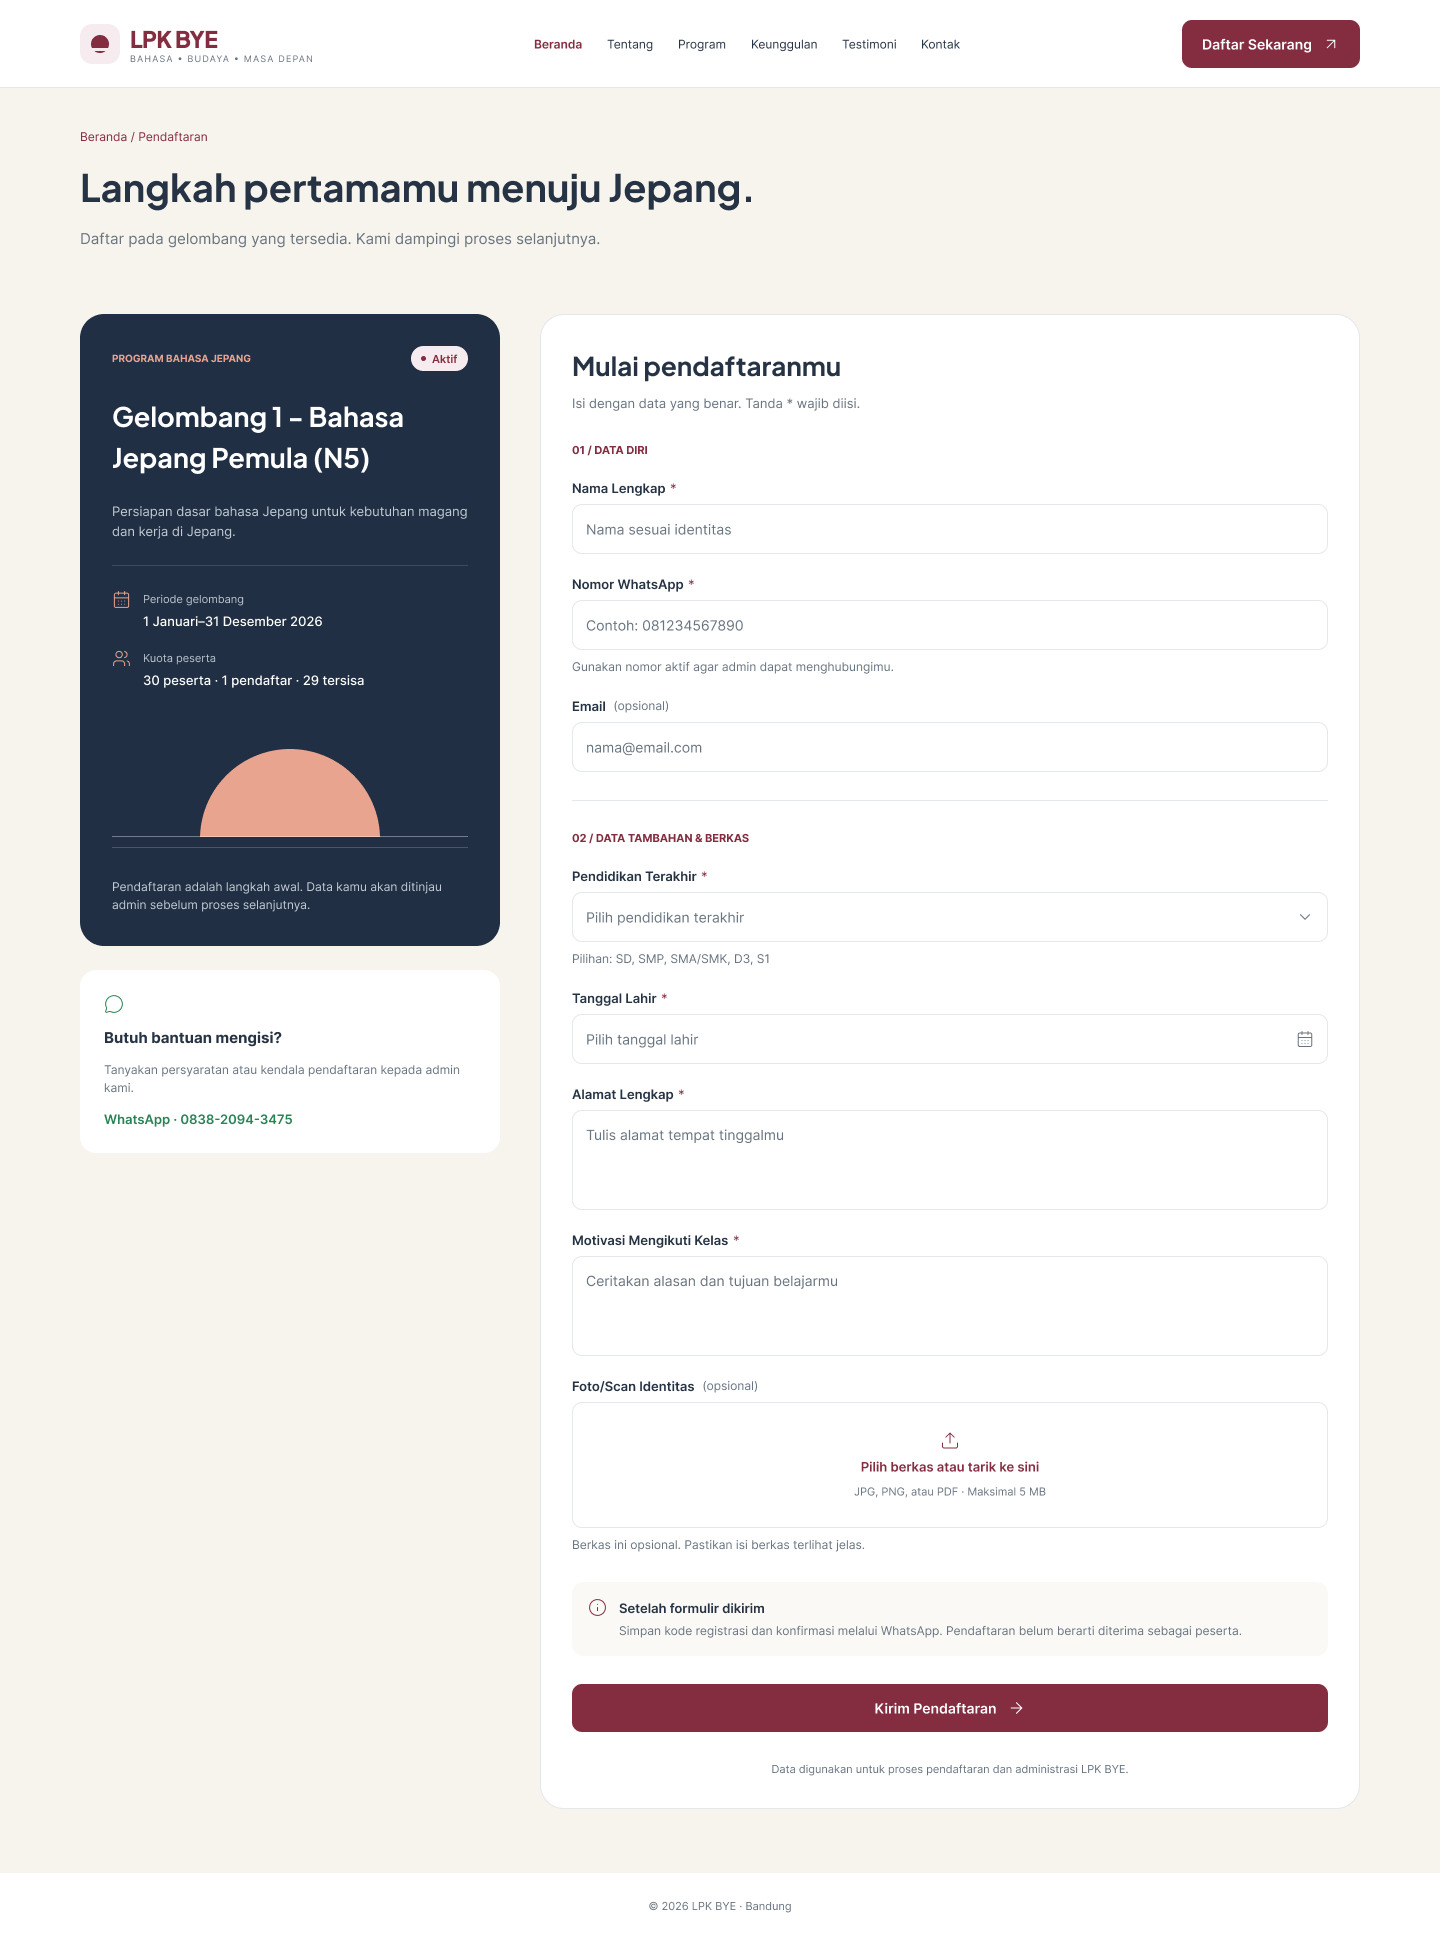 LPK BYE
BAHASA • BUDAYA • MASA DEPAN
Beranda
Tentang
Program
Keunggulan
Testimoni
Kontak
Daftar Sekarang
Beranda / Pendaftaran
Langkah pertamamu menuju Jepang.
Daftar pada gelombang yang tersedia. Kami dampingi proses selanjutnya.
PROGRAM BAHASA JEPANG
Aktif
Gelombang 1 - Bahasa
Jepang Pemula (N5)
Persiapan dasar bahasa Jepang untuk kebutuhan magang
dan kerja di Jepang.
Periode gelombang
1 Januari–31 Desember 2026
Kuota peserta
30 peserta · 1 pendaftar · 29 tersisa
Pendaftaran adalah langkah awal. Data kamu akan ditinjau
admin sebelum proses selanjutnya.
Butuh bantuan mengisi?
Tanyakan persyaratan atau kendala pendaftaran kepada admin
kami.
WhatsApp · 0838-2094-3475
Mulai pendaftaranmu
Isi dengan data yang benar. Tanda * wajib diisi.
01 / DATA DIRI
Nama Lengkap *
Nama sesuai identitas
Nomor WhatsApp *
Contoh: 081234567890
Gunakan nomor aktif agar admin dapat menghubungimu.
Email (opsional)
nama@email.com
02 / DATA TAMBAHAN & BERKAS
Pendidikan Terakhir *
Pilih pendidikan terakhir
Pilihan: SD, SMP, SMA/SMK, D3, S1
Tanggal Lahir *
Pilih tanggal lahir
Alamat Lengkap *
Tulis alamat tempat tinggalmu
Motivasi Mengikuti Kelas *
Ceritakan alasan dan tujuan belajarmu
Foto/Scan Identitas (opsional)
Pilih berkas atau tarik ke sini
JPG, PNG, atau PDF · Maksimal 5 MB
Berkas ini opsional. Pastikan isi berkas terlihat jelas.
Setelah formulir dikirim
Simpan kode registrasi dan konfirmasi melalui WhatsApp. Pendaftaran belum berarti diterima sebagai peserta.
Kirim Pendaftaran
Data digunakan untuk proses pendaftaran dan administrasi LPK BYE.
© 2026 LPK BYE · Bandung